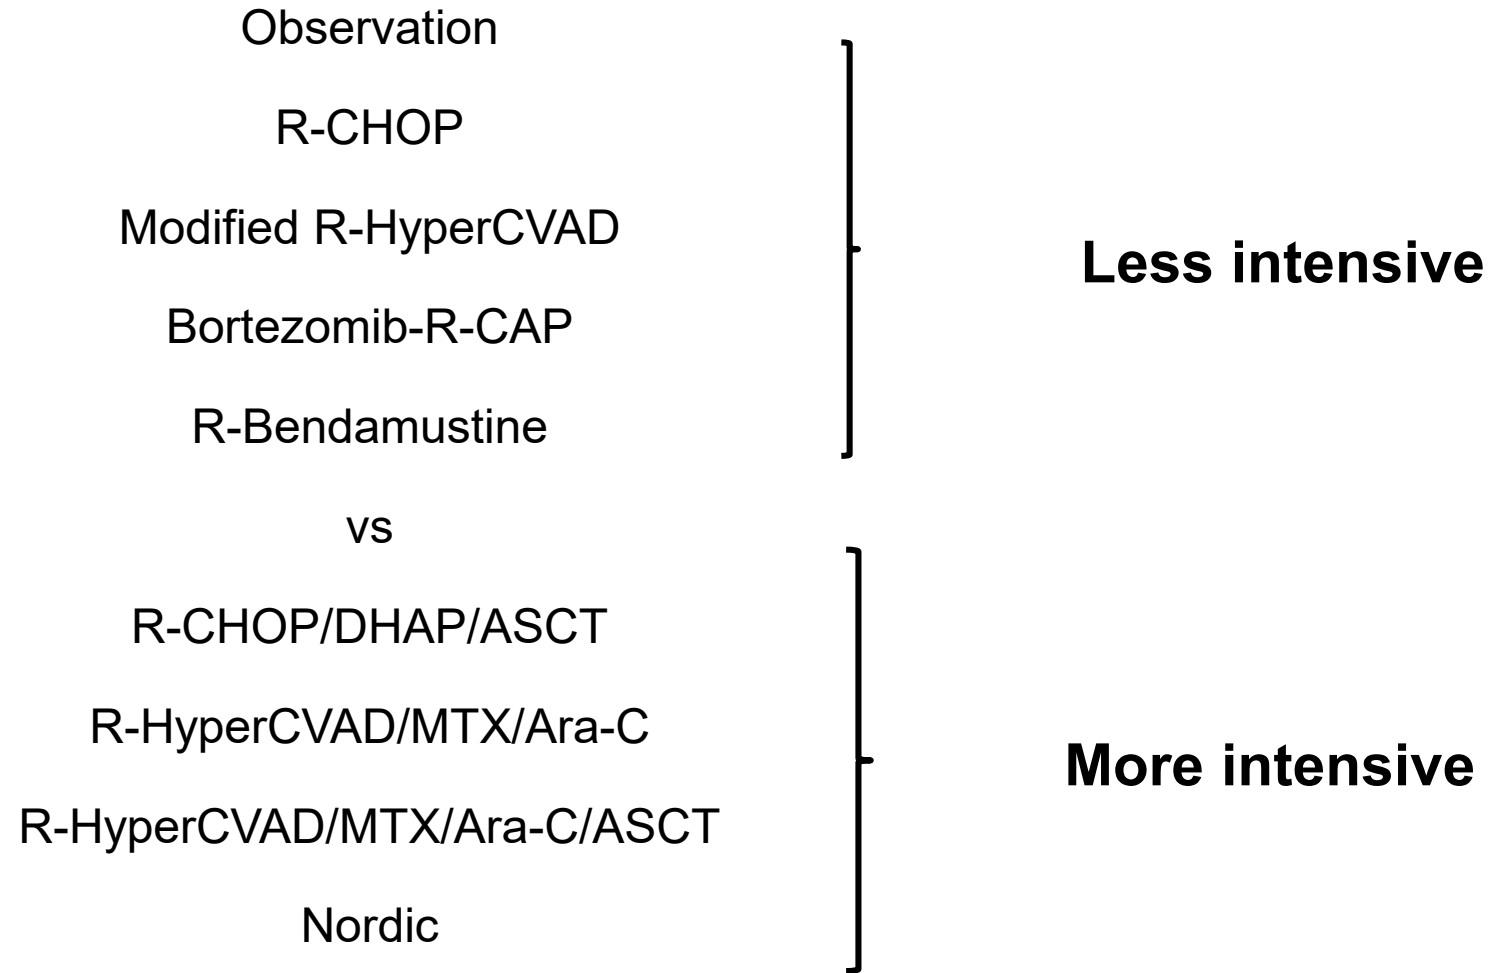 Observation
R-CHOP
Modified R-HyperCVAD
Bortezomib-R-CAP
R-Bendamustine
Less intensive
vs
R-CHOP/DHAP/ASCT
R-HyperCVAD/MTX/Ara-C
R-HyperCVAD/MTX/Ara-C/ASCT
Nordic
More intensive